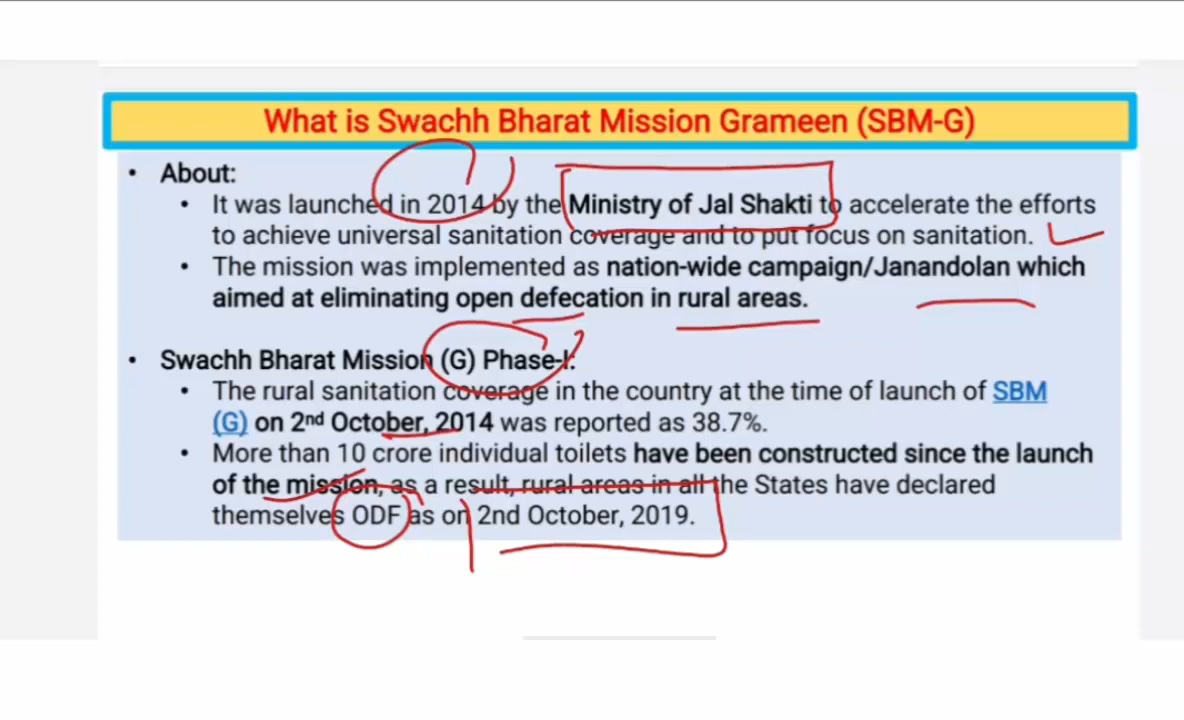 What is Swachh Bharat Mission Grameen (SBM-G)
• About:
• It was launched in 2014 by the Ministry of Jal Shakti to accelerate the efforts
to achieve universal sanitation coverage and to put focus on sanitation.
• The mission was implemented as nation-wide campaign/Janandolan which
aimed at eliminating open defecation in rural areas.
• Swachh Bharat Mission (G) Phase-I:
• The rural sanitation coverage in the country at the time of launch of SBM
(G) on 2nd October, 2014 was reported as 38.7%.
• More than 10 crore individual toilets have been constructed since the launch
of the mission, as a result, rural areas in all the States have declared
themselves ODF as on 2nd October, 2019.